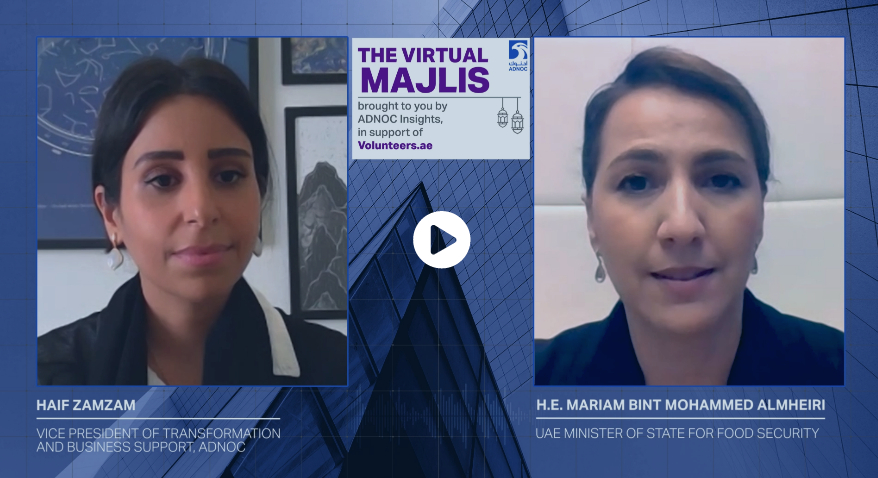 THE VIRTUAL
MAJLIS
brought to you by
ADNOC Insights,
in support of
Volunteers.ae
أدنوك
ADNOC
HAIF ZAMZAM
VICE PRESIDENT OF TRANSFORMATION
AND BUSINESS SUPPORT, ADNOC
H.E. MARIAM BINT MOHAMMED ALMHEIRI
UAE MINISTER OF STATE FOR FOOD SECURITY